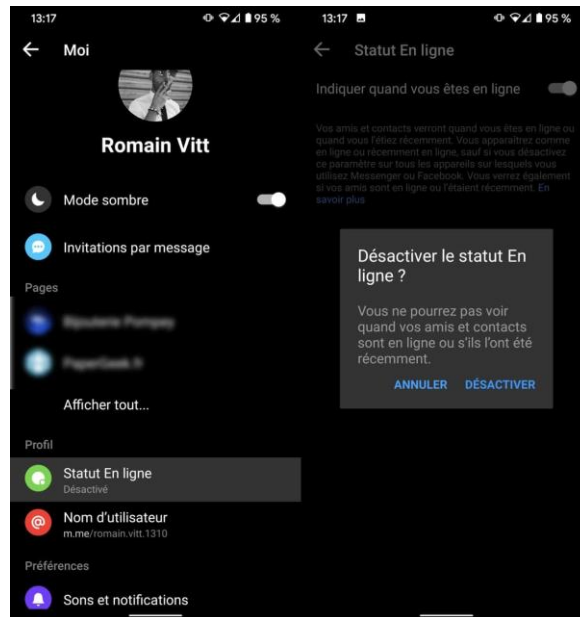 13:17
95 %
Moi
Romain Vitt
Mode sombre
Invitations par message
Pages
Afficher tout...
Profil
Statut En ligne
Désactivé
Nom d'utilisateur
m.me/romain.vitt.1310
Préférences
Sons et notifications
13:17
95 %
Statut En ligne
Indiquer quand vous êtes en ligne
Vos amis et contacts verront quand vous êtes en ligne ou
quand vous l'étiez récemment. Vous apparaîtrez comme
en ligne ou récemment en ligne, sauf si vous désactivez
ce paramètre sur tous les appareils sur lesquels vous
utilisez Messenger ou Facebook. Vous verrez également
si vos amis sont en ligne ou l'étaient récemment. En
savoir plus
Désactiver le statut En
ligne ?
Vous ne pourrez pas voir
quand vos amis et contacts
sont en ligne ou s'ils l'ont été
récemment.
ANNULER DÉSACTIVER